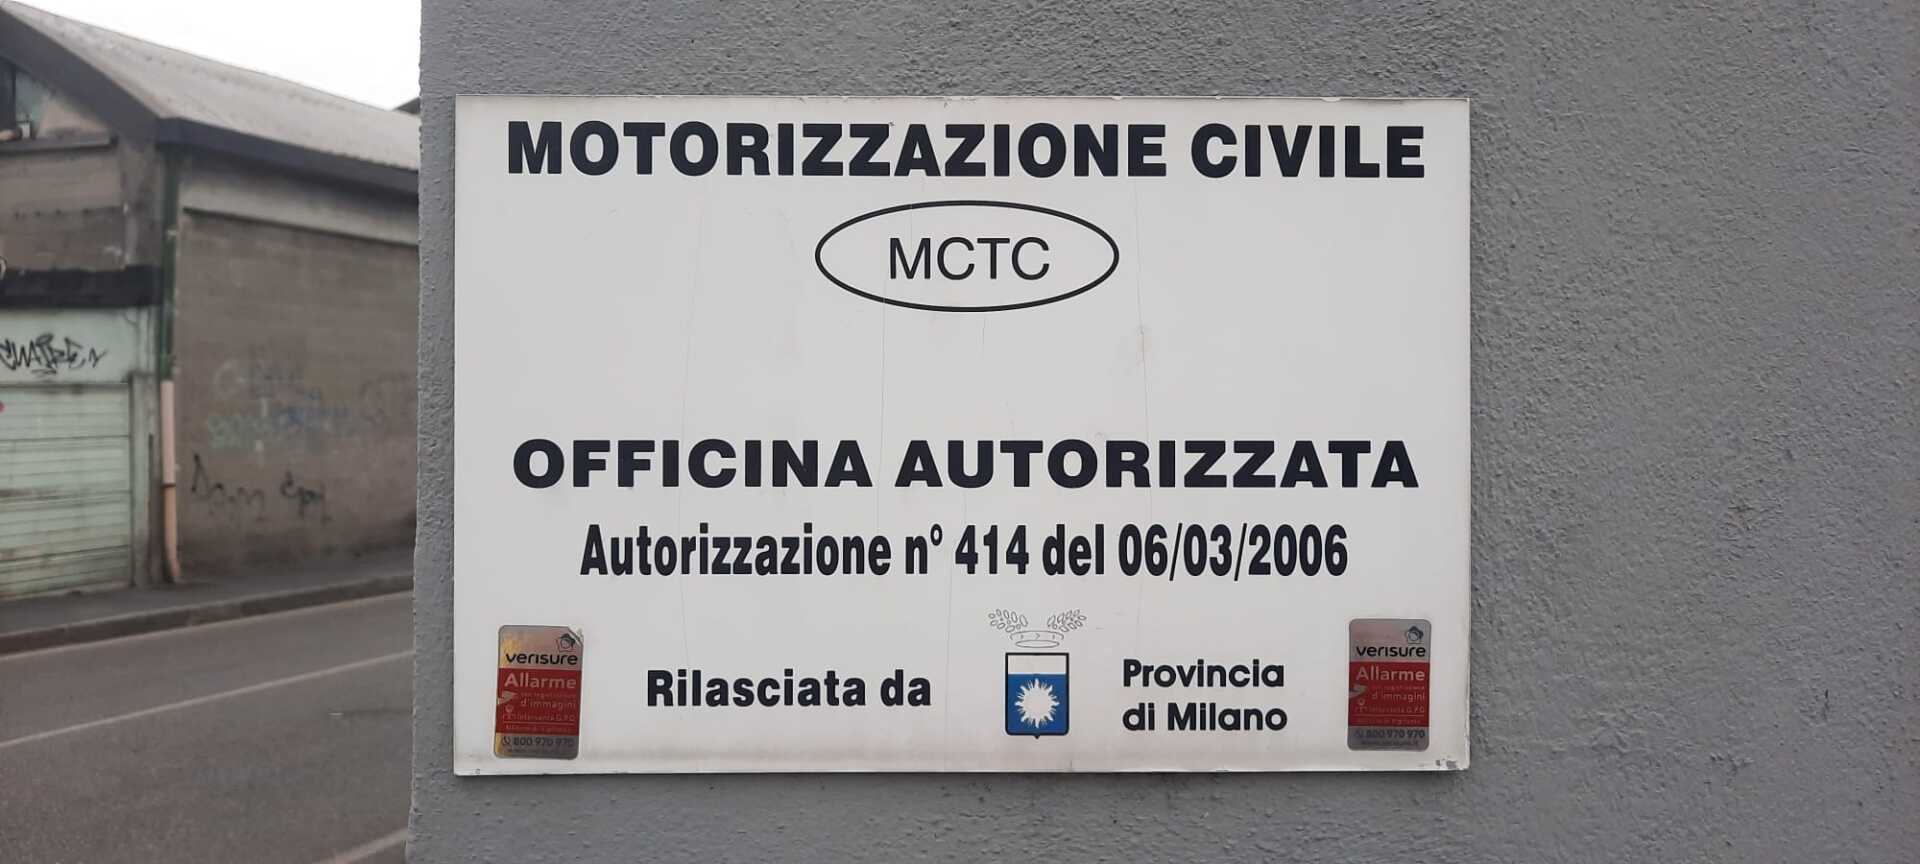 MOTORIZZAZIONE CIVILE
MCTC
OFFICINA AUTORIZZATA
Autorizzazione n° 414 del 06/03/2006
Rilasciata da
Provincia
di Milano
verisure
Allarme
d'immagini
800 970 970
verisure
Allarme
d'immagini
800 970 970